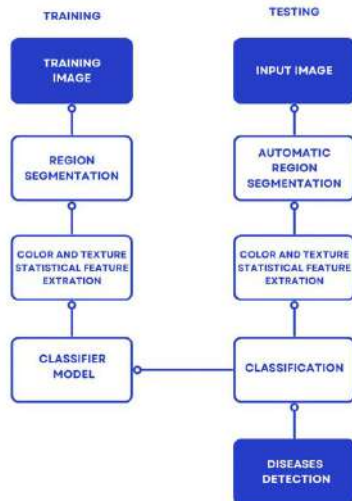 TRAINING
TESTING
TRAINING
IMAGE
INPUT IMAGE
REGION
SEGMENTATION
AUTOMATIC
REGION
SEGMENTATION
COLOR AND TEXTURE
STATISTICAL FEATURE
EXTRATION
COLOR AND TEXTURE
STATISTICAL FEATURE
EXTRATION
CLASSIFIER
MODEL
CLASSIFICATION
DISEASES
DETECTION